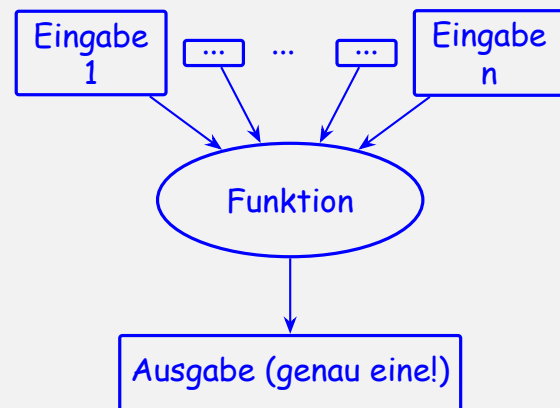 Eingabe
1
...
...
...
Eingabe
n
Funktion
Ausgabe (genau eine!)